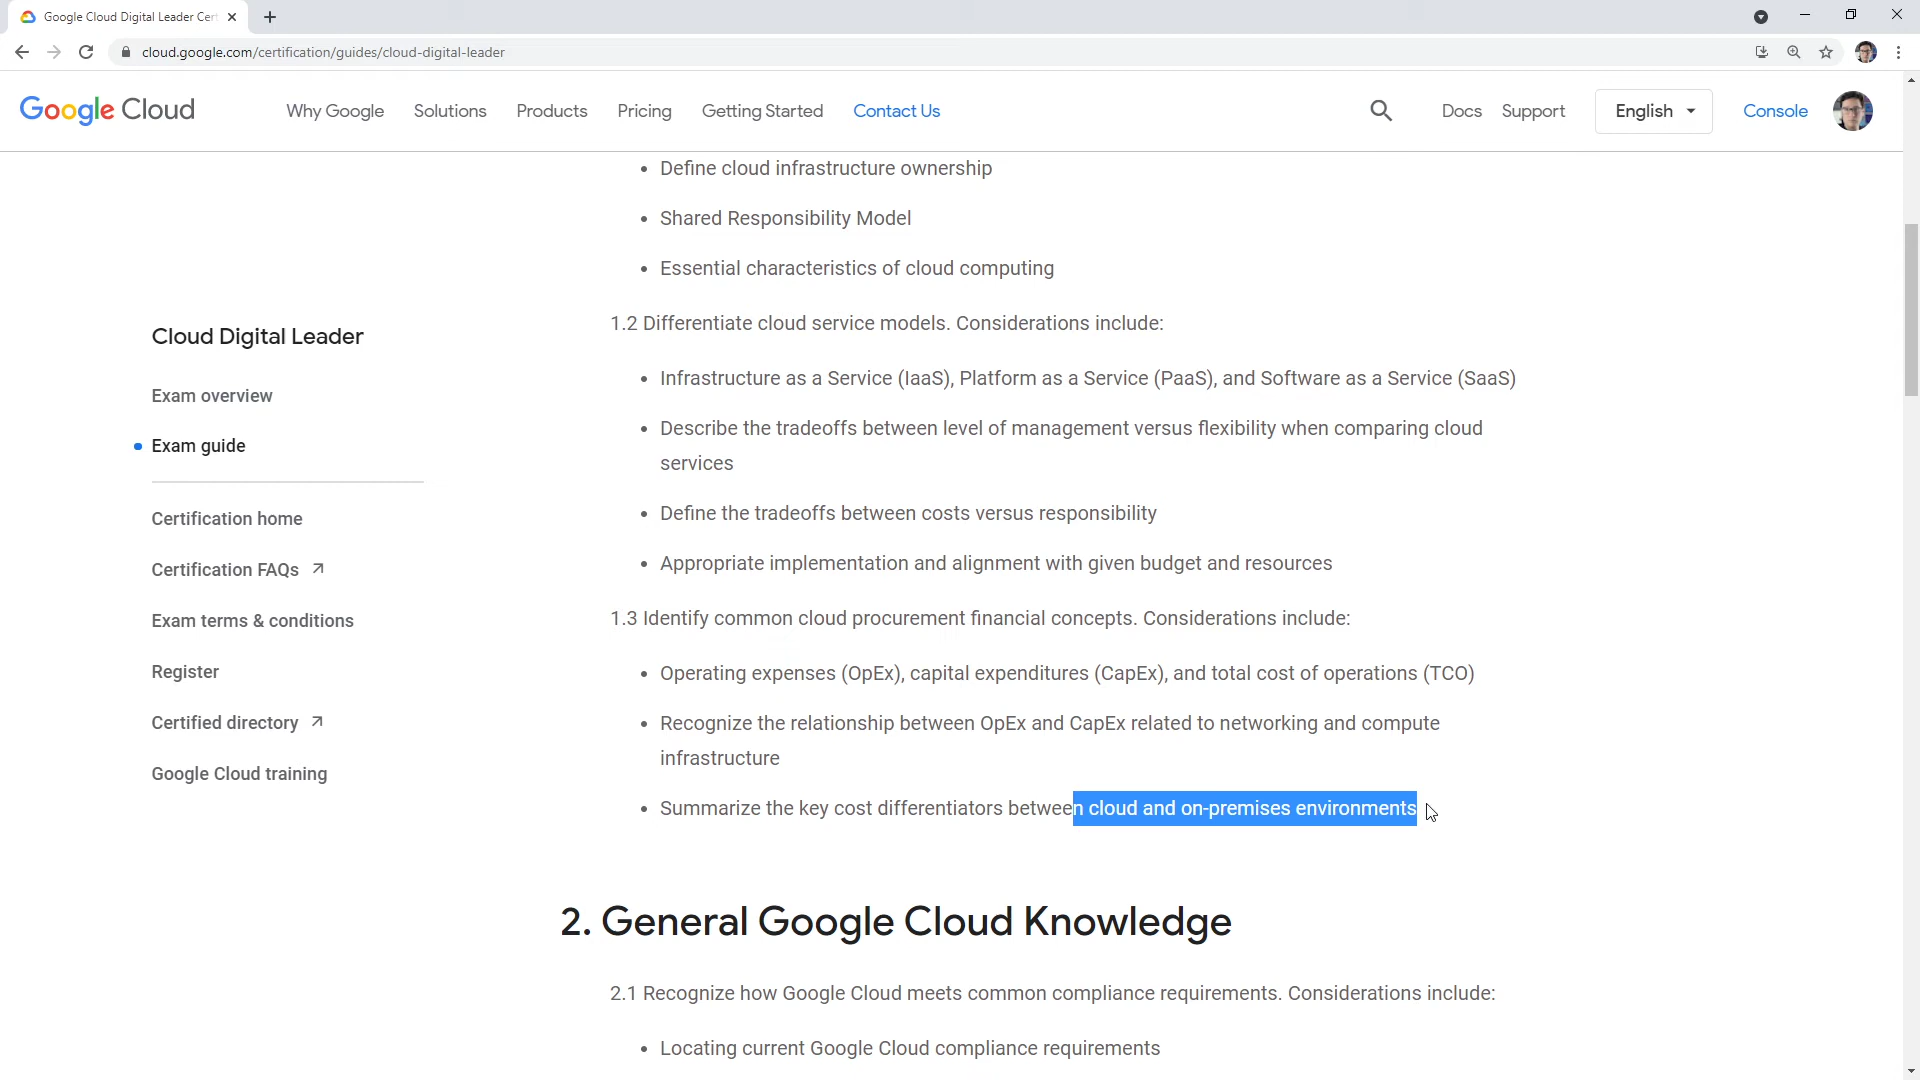 Google Cloud Digital Leader Cert
cloud.google.com/certification/guides/cloud-digital-leader
Google Cloud
Why Google
Solutions
Products
Pricing
Getting Started
Contact Us
Docs
Support
English
Console
Cloud Digital Leader
Exam overview
Exam guide
Certification home
Certification FAQs
Exam terms & conditions
Register
Certified directory
Google Cloud training
• Define cloud infrastructure ownership
• Shared Responsibility Model
• Essential characteristics of cloud computing
1.2 Differentiate cloud service models. Considerations include:
• Infrastructure as a Service (IaaS), Platform as a Service (PaaS), and Software as a Service (SaaS)
• Describe the tradeoffs between level of management versus flexibility when comparing cloud
services
• Define the tradeoffs between costs versus responsibility
• Appropriate implementation and alignment with given budget and resources
1.3 Identify common cloud procurement financial concepts. Considerations include:
• Operating expenses (OpEx), capital expenditures (CapEx), and total cost of operations (TCO)
• Recognize the relationship between OpEx and CapEx related to networking and compute
infrastructure
• Summarize the key cost differentiators between cloud and on-premises environments
2. General Google Cloud Knowledge
2.1 Recognize how Google Cloud meets common compliance requirements. Considerations include:
• Locating current Google Cloud compliance requirements